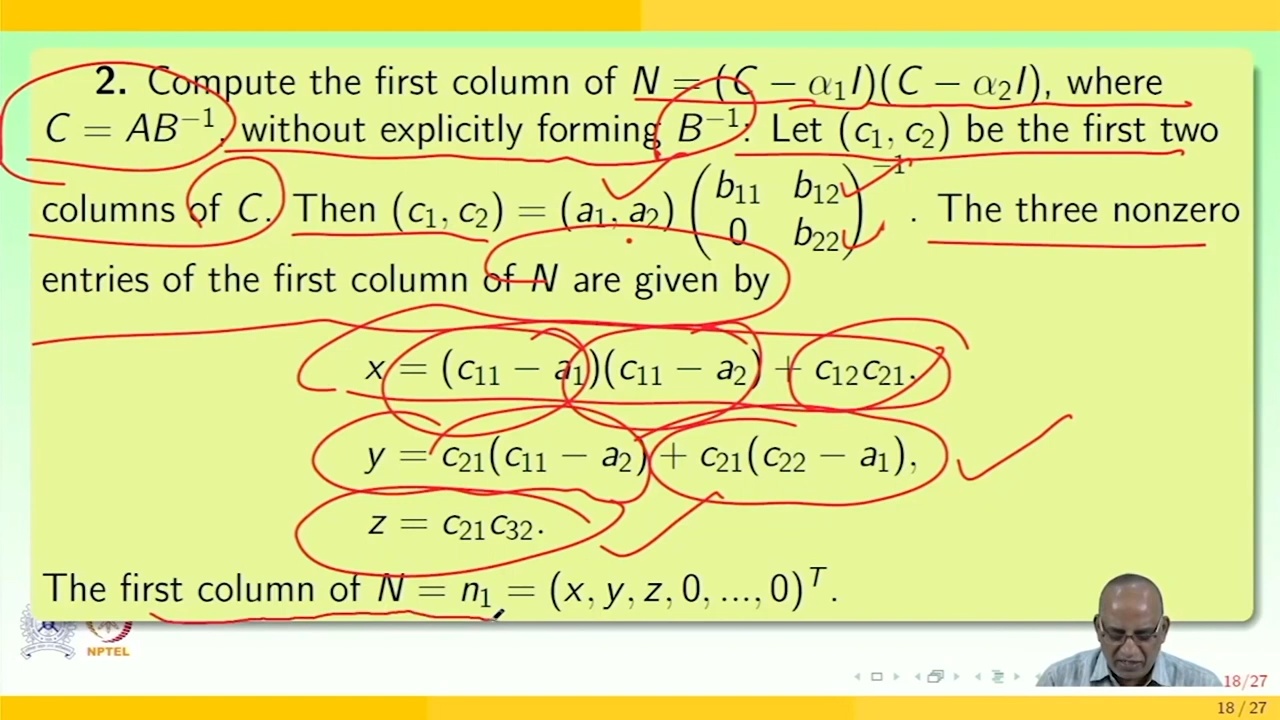 2. Compute the first column of N = (C − α₁I)(C − α₂I), where
C = AB⁻¹, without explicitly forming B⁻¹. Let (c₁, c₂) be the first two
columns of C. Then (c₁, c₂) = (a₁, a₂) (b₁₁ b₁₂ 0 b₂₂)⁻¹. The three nonzero
entries of the first column of N are given by
x = (c₁₁ − a₁)(c₁₁ − a₂) + c₁₂c₂₁.
y = c₂₁(c₁₁ − a₂) + c₂₁(c₂₂ − a₁),
z = c₂₁c₃₂.
The first column of N = n₁ = (x, y, z, 0, ..., 0)ᵀ.
NPTEL
18/27
18 / 27